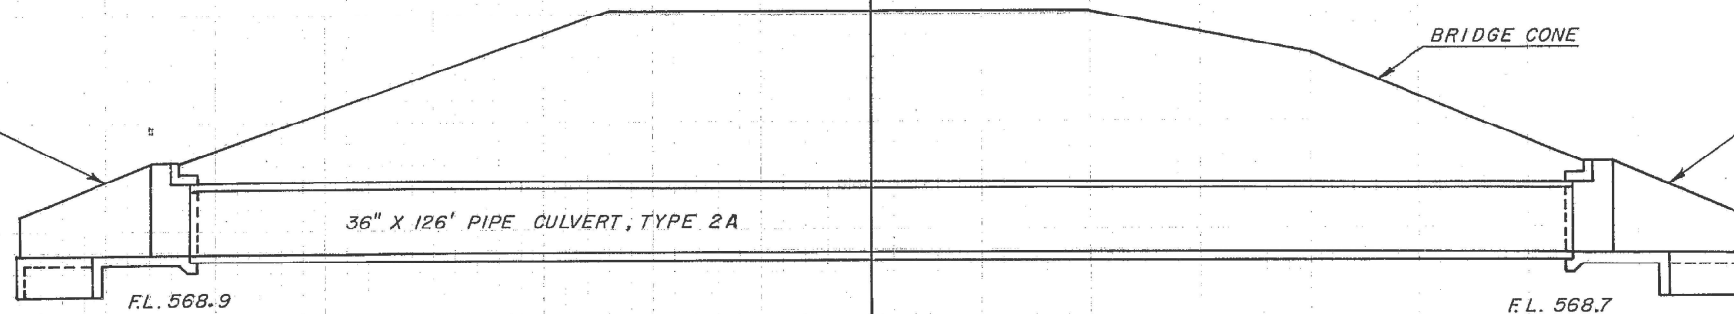 BRIDGE CONE
36" X 126' PIPE CULVERT, TYPE 2A
F.L. 568.9
F.L. 568.7